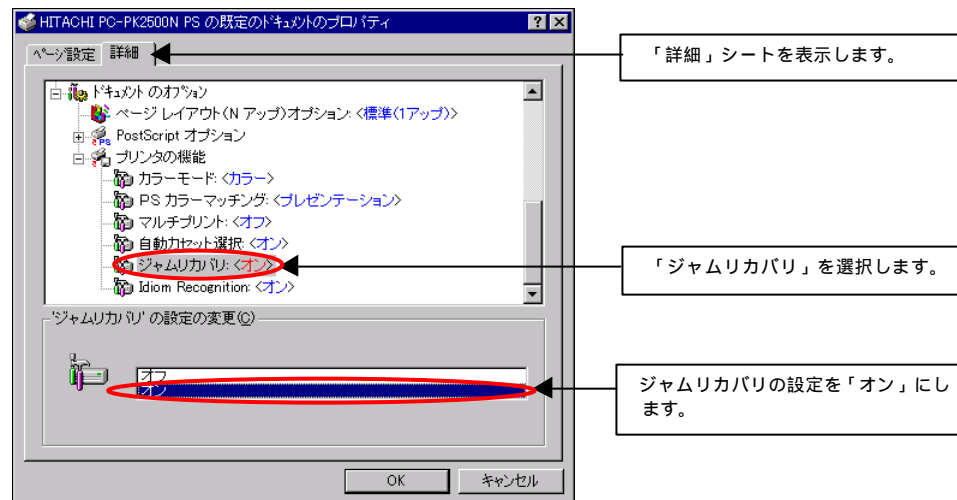 HITACHI PC-PK2500N PS の既定のドキュメントのプロパティ
ページ設定 詳細
「詳細」シートを表示します。
ドキュメント のオプション
ページ レイアウト(N アップ)オプション: <標準(1アップ)>
PostScript オプション
プリンタの機能
カラーモード: <カラー>
PS カラーマッチング: <プレゼンテーション>
マルチプリント: <オフ>
自動カセット選択: <オン>
ジャムリカバリ: <オン>
「ジャムリカバリ」を選択します。
Idiom Recognition: <オン>
'ジャムリカバリ' の設定の変更(C)
オフ
オン
ジャムリカバリの設定を「オン」にし
ます。
OK キャンセル